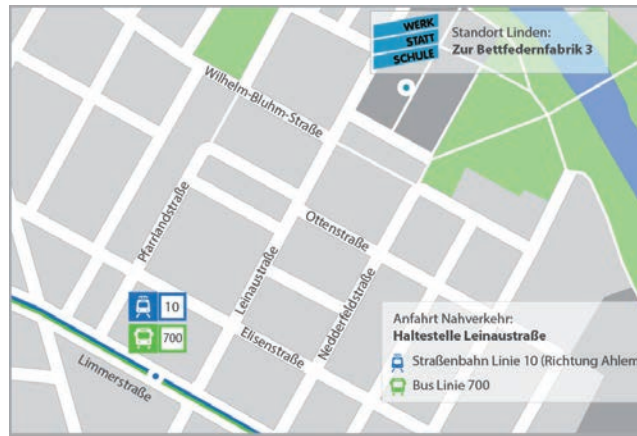 WERK
STATT
SCHULE
Standort Linden:
Zur Bettfedernfabrik 3
Wilhelm-Bluhm-Straße
Pfarrlandstraße
Ottenstraße
Leinaustraße
Nedderfeldstraße
10
700
Elisenstraße
Limmerstraße
Anfahrt Nahverkehr:
Haltestelle Leinaustraße
Straßenbahn Linie 10 (Richtung Ahlem
Bus Linie 700